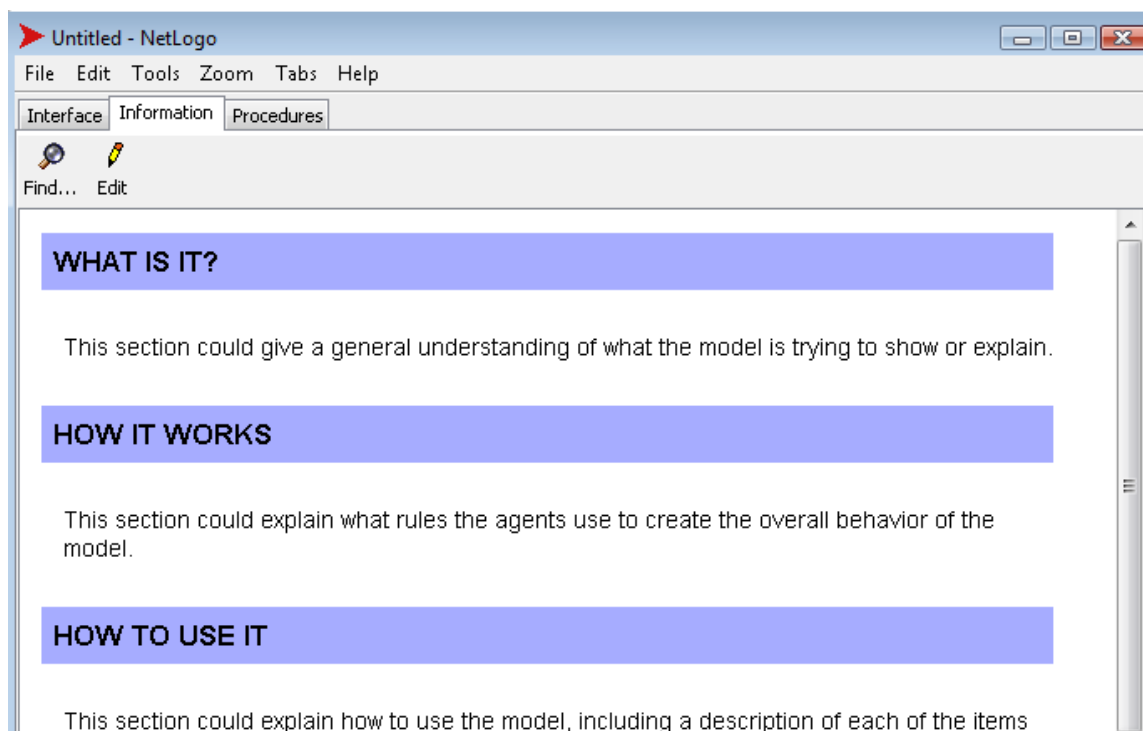 Untitled - NetLogo
File Edit Tools Zoom Tabs Help
Interface Information Procedures
Find... Edit
WHAT IS IT?
This section could give a general understanding of what the model is trying to show or explain.
HOW IT WORKS
This section could explain what rules the agents use to create the overall behavior of the
model.
HOW TO USE IT
This section could explain how to use the model, including a description of each of the items